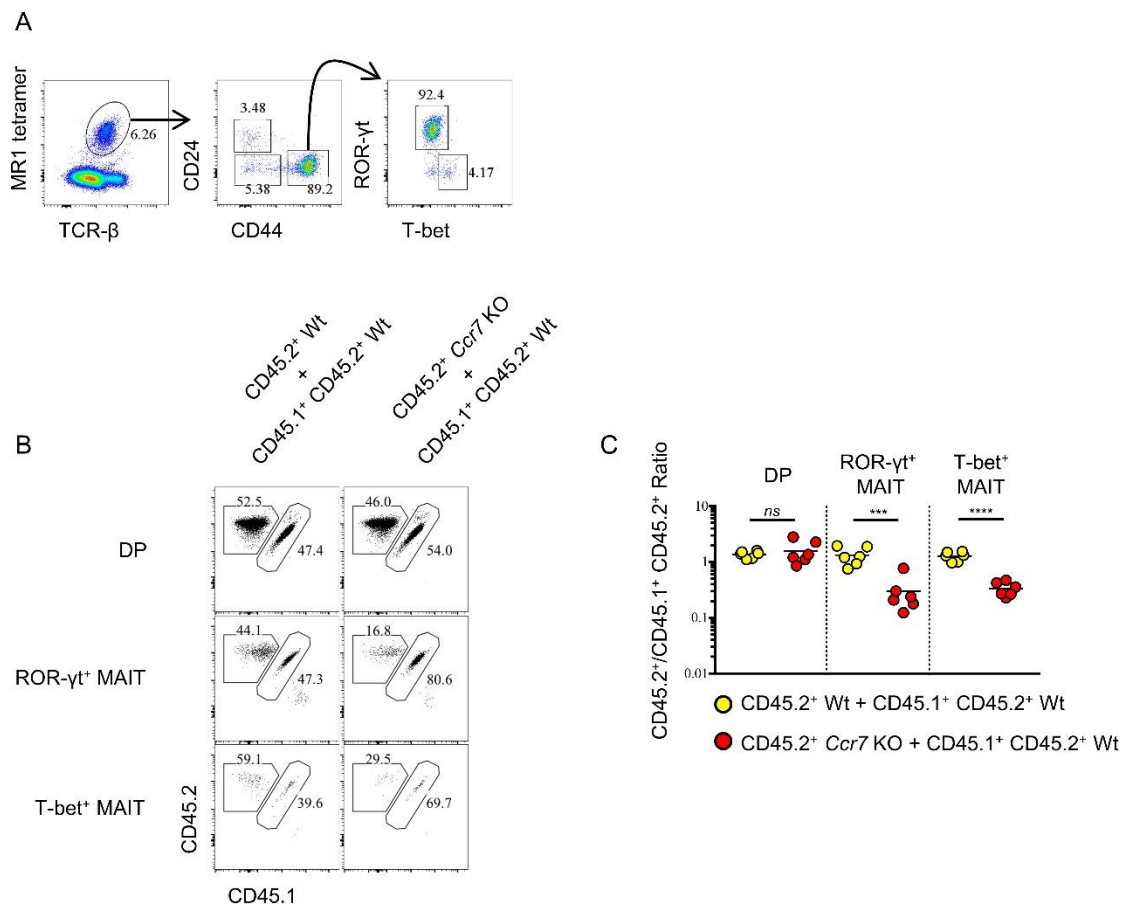 A
MR1 tetramer
6.26
TCR-β
CD24
3.48
5.38
89.2
CD44
ROR-γt
92.4
4.17
T-bet
CD45.2⁺ Wt
+
CD45.1⁺ CD45.2⁺ Wt
CD45.2⁺ Ccr7 KO
+
CD45.1⁺ CD45.2⁺ Wt
B
DP
52.5
47.4
46.0
54.0
ROR-γt⁺ MAIT
44.1
47.3
16.8
80.6
T-bet⁺ MAIT
59.1
39.6
29.5
69.7
CD45.2
CD45.1
C
CD45.2⁺/CD45.1⁺ CD45.2⁺ Ratio
DP
ROR-γt⁺
MAIT
T-bet⁺
MAIT
ns
***
****
10
1
0.1
0.01
CD45.2⁺ Wt + CD45.1⁺ CD45.2⁺ Wt
CD45.2⁺ Ccr7 KO + CD45.1⁺ CD45.2⁺ Wt